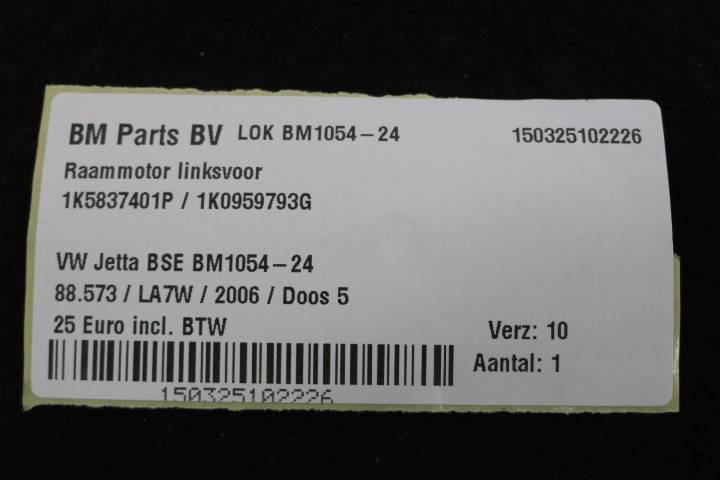 BM Parts BV LOK BM1054-24 150325102226
Raammotor linksvoor
1K5837401P / 1K0959793G
VW Jetta BSE BM1054-24
88.573 / LA7W / 2006 / Doos 5
25 Euro incl. BTW Verz: 10
Aantal: 1
150325102226